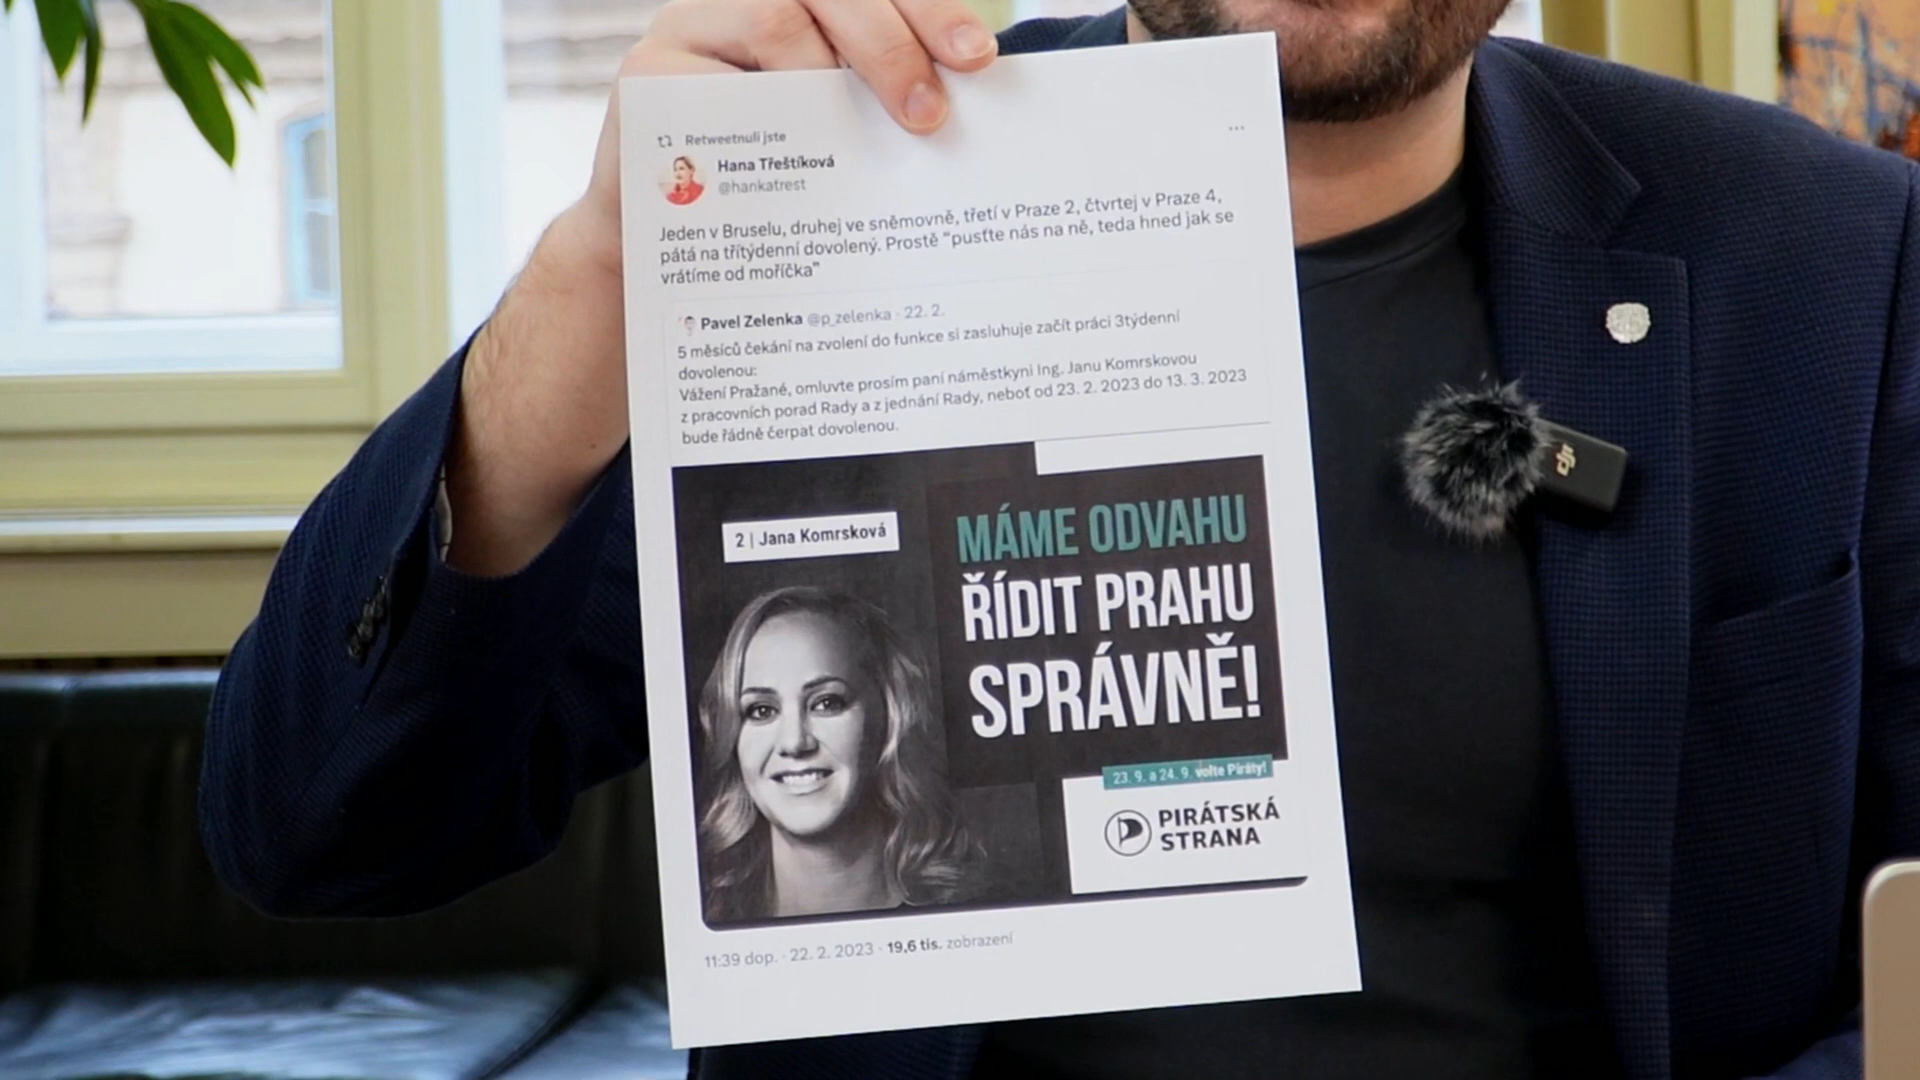 Retweetnuli jste
Hana Třeštíková
@hankatrest
Jeden v Bruselu, druhej ve sněmovně, třetí v Praze 2, čtvrtej v Praze 4,
pátá na třítýdenní dovolený. Prostě "pusťte nás na ně, teda hned jak se
vrátíme od moříčka"
Pavel Zelenka @p_zelenka · 22. 2.
5 měsíců čekání na zvolení do funkce si zasluhuje začít práci 3týdenní
dovolenou:
Vážení Pražané, omluvte prosím paní náměstkyni Ing. Janu Komrskovou
z pracovních porad Rady a z jednání Rady, neboť od 23. 2. 2023 do 13. 3. 2023
bude řádně čerpat dovolenou.
2 | Jana Komrsková
MÁME ODVAHU
ŘÍDIT PRAHU
SPRÁVNĚ!
23. 9. a 24. 9. volte Piráty!
PIRÁTSKÁ
STRANA
11:39 dop. · 22. 2. 2023 · 19,6 tis. zobrazení
dji